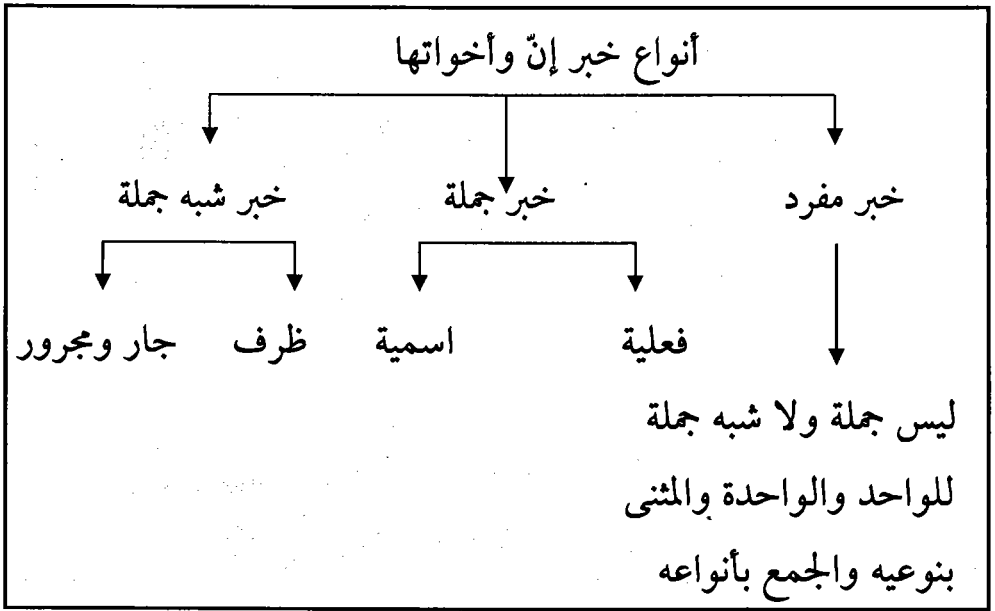 أنواع خبر إنّ وأخواتها
خبر مفرد خبر جملة خبر شبه جملة
فعلية اسمية ظرف جار ومجرور
ليس جملة ولا شبه جملة
للواحد والواحدة والمثنى
بنوعيه والجمع بأنواعه